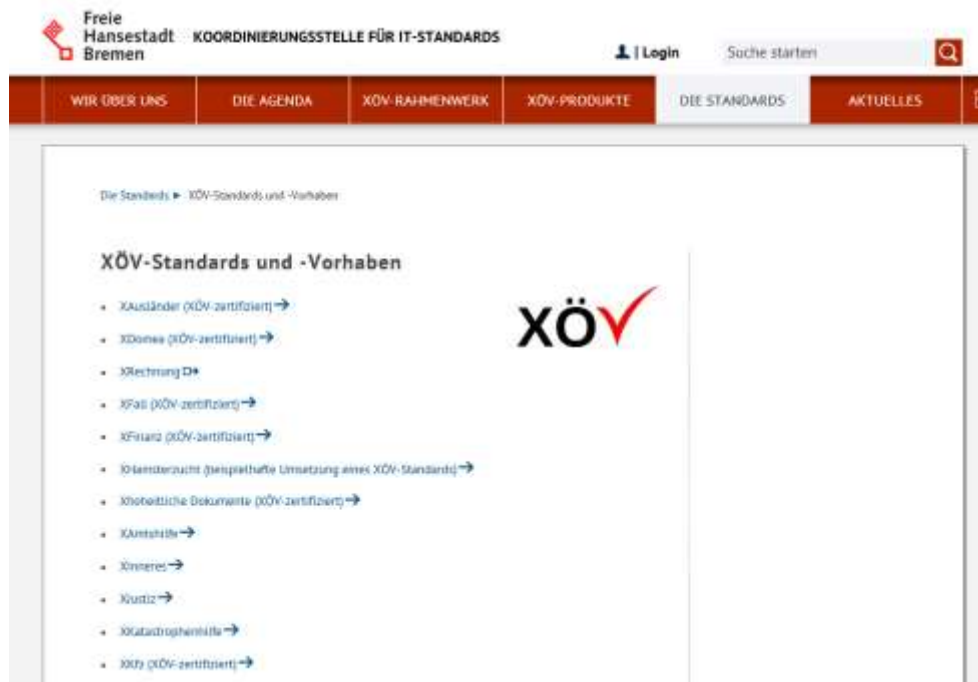 Freie
Hansestadt
Bremen
KOORDINIERUNGSSTELLE FÜR IT-STANDARDS
| Login
Suche starten
WIR ÜBER UNS DIE AGENDA XÖV-RAHMENWERK XÖV-PRODUKTE DIE STANDARDS AKTUELLES
Die Standards ► XÖV-Standards und -Vorhaben
XÖV-Standards und -Vorhaben
XÖV
XAusländer (XÖV-zertifiziert)
XDomea (XÖV-zertifiziert)
XRechnung
XFall (XÖV-zertifiziert)
XFinanz (XÖV-zertifiziert)
XHamsterzucht (beispielhafte Umsetzung eines XÖV-Standards)
Xhoheitliche Dokumente (XÖV-zertifiziert)
XAmtshilfe
XInneres
XJustiz
XKatastrophenhilfe
XKfz (XÖV-zertifiziert)